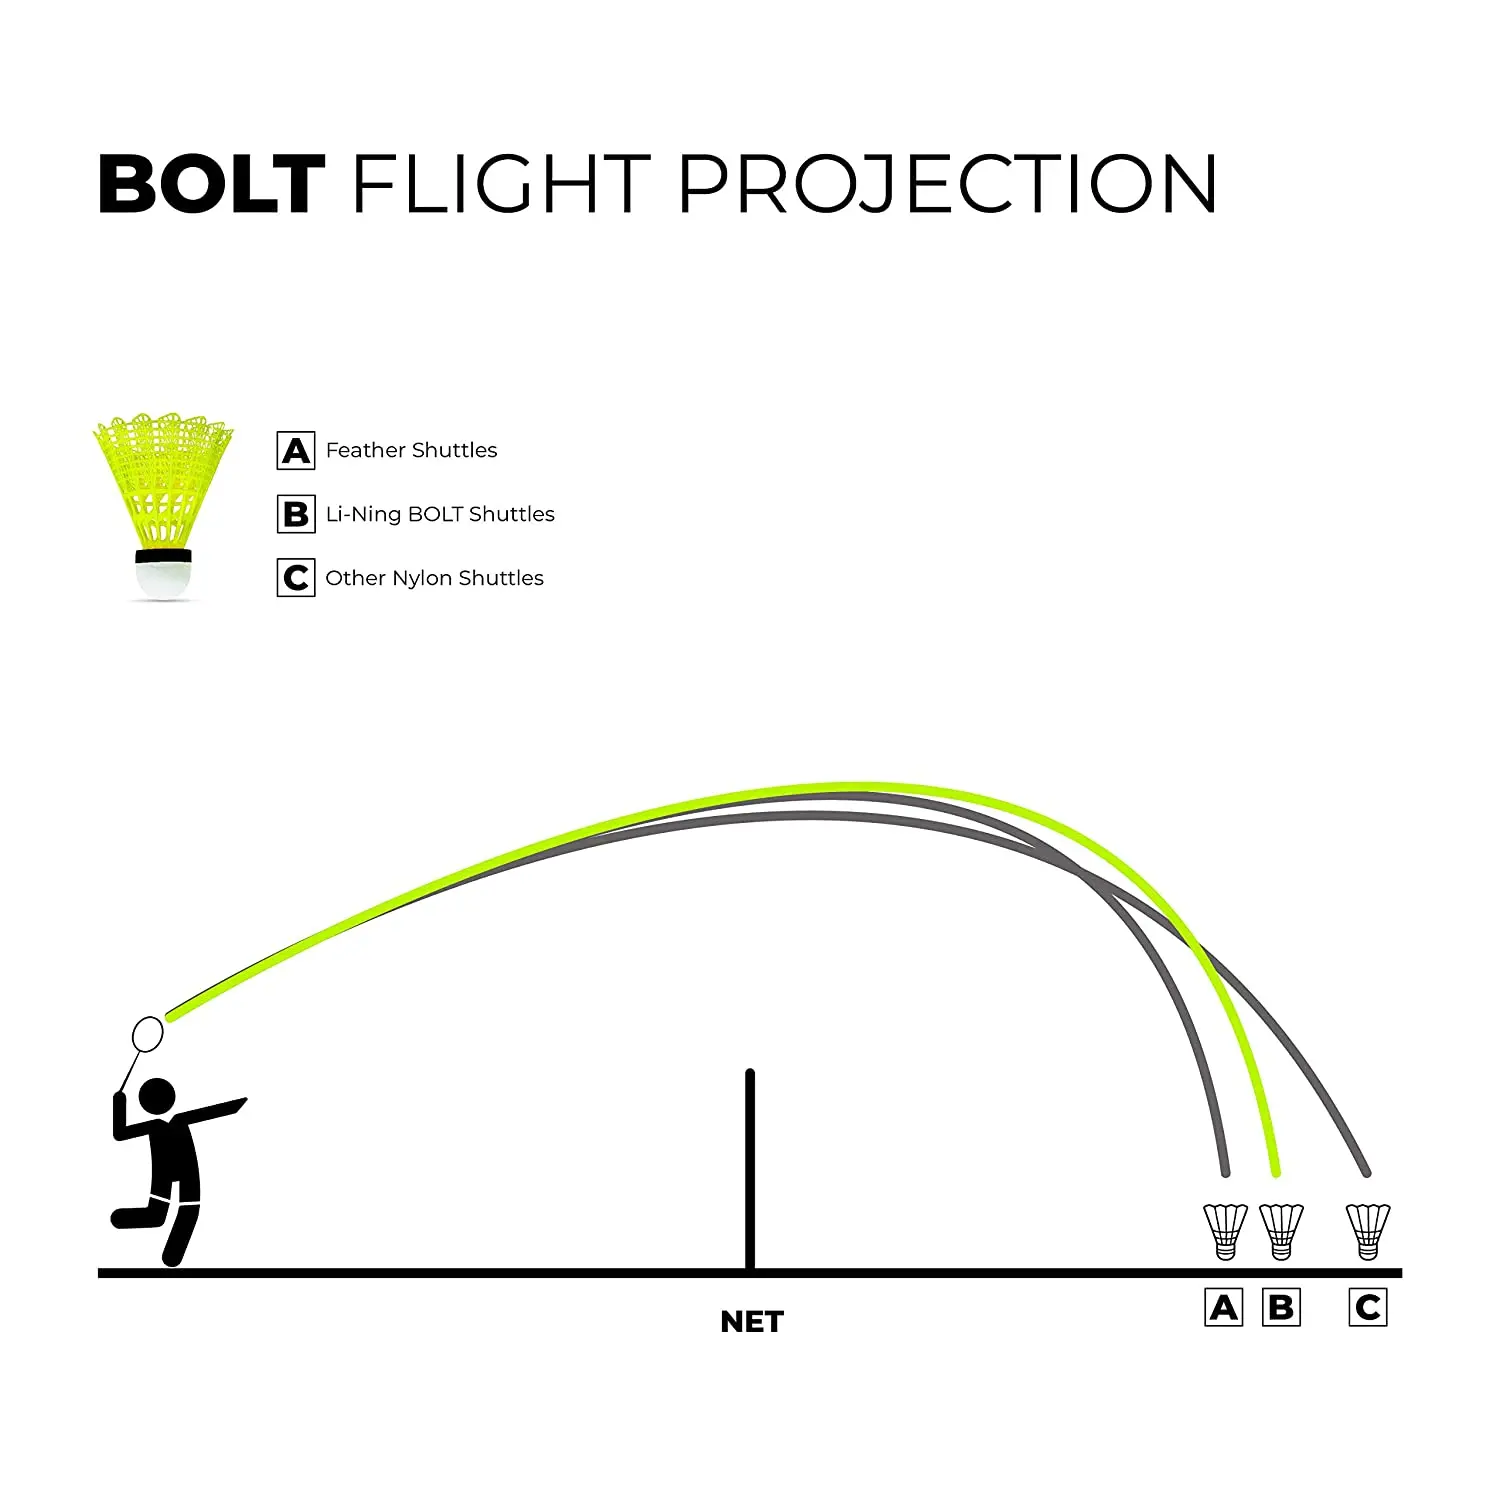 BOLT FLIGHT PROJECTION
A Feather Shuttles
B Li-Ning BOLT Shuttles
C Other Nylon Shuttles
NET
A B C